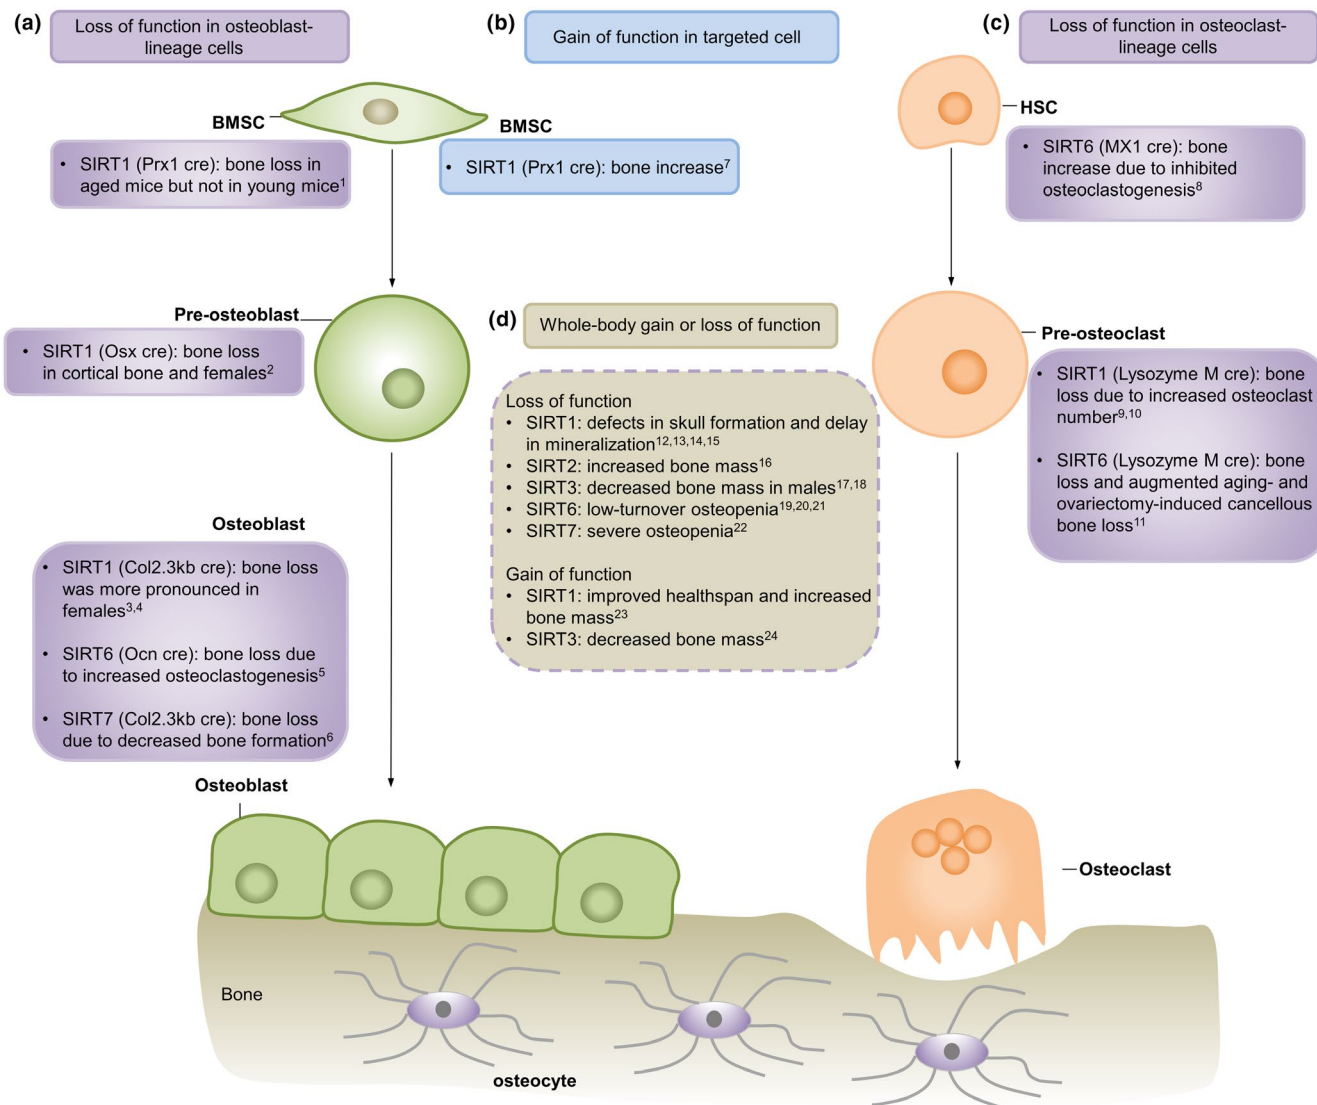 (a)
Loss of function in osteoblast-
lineage cells
(b)
Gain of function in targeted cell
(c)
Loss of function in osteoclast-
lineage cells
BMSC
• SIRT1 (Prx1 cre): bone loss in
aged mice but not in young mice1
BMSC
• SIRT1 (Prx1 cre): bone increase7
HSC
• SIRT6 (MX1 cre): bone
increase due to inhibited
osteoclastogenesis8
Pre-osteoblast
• SIRT1 (Osx cre): bone loss
in cortical bone and females2
(d)
Whole-body gain or loss of function
Loss of function
• SIRT1: defects in skull formation and delay
in mineralization12,13,14,15
• SIRT2: increased bone mass16
• SIRT3: decreased bone mass in males17,18
• SIRT6: low-turnover osteopenia19,20,21
• SIRT7: severe osteopenia22
Gain of function
• SIRT1: improved healthspan and increased
bone mass23
• SIRT3: decreased bone mass24
Pre-osteoclast
• SIRT1 (Lysozyme M cre): bone
loss due to increased osteoclast
number9,10
• SIRT6 (Lysozyme M cre): bone
loss and augmented aging- and
ovariectomy-induced cancellous
bone loss11
Osteoblast
• SIRT1 (Col2.3kb cre): bone loss
was more pronounced in
females3,4
• SIRT6 (Ocn cre): bone loss due
to increased osteoclastogenesis5
• SIRT7 (Col2.3kb cre): bone loss
due to decreased bone formation6
Osteoblast
Osteoclast
Bone
osteocyte